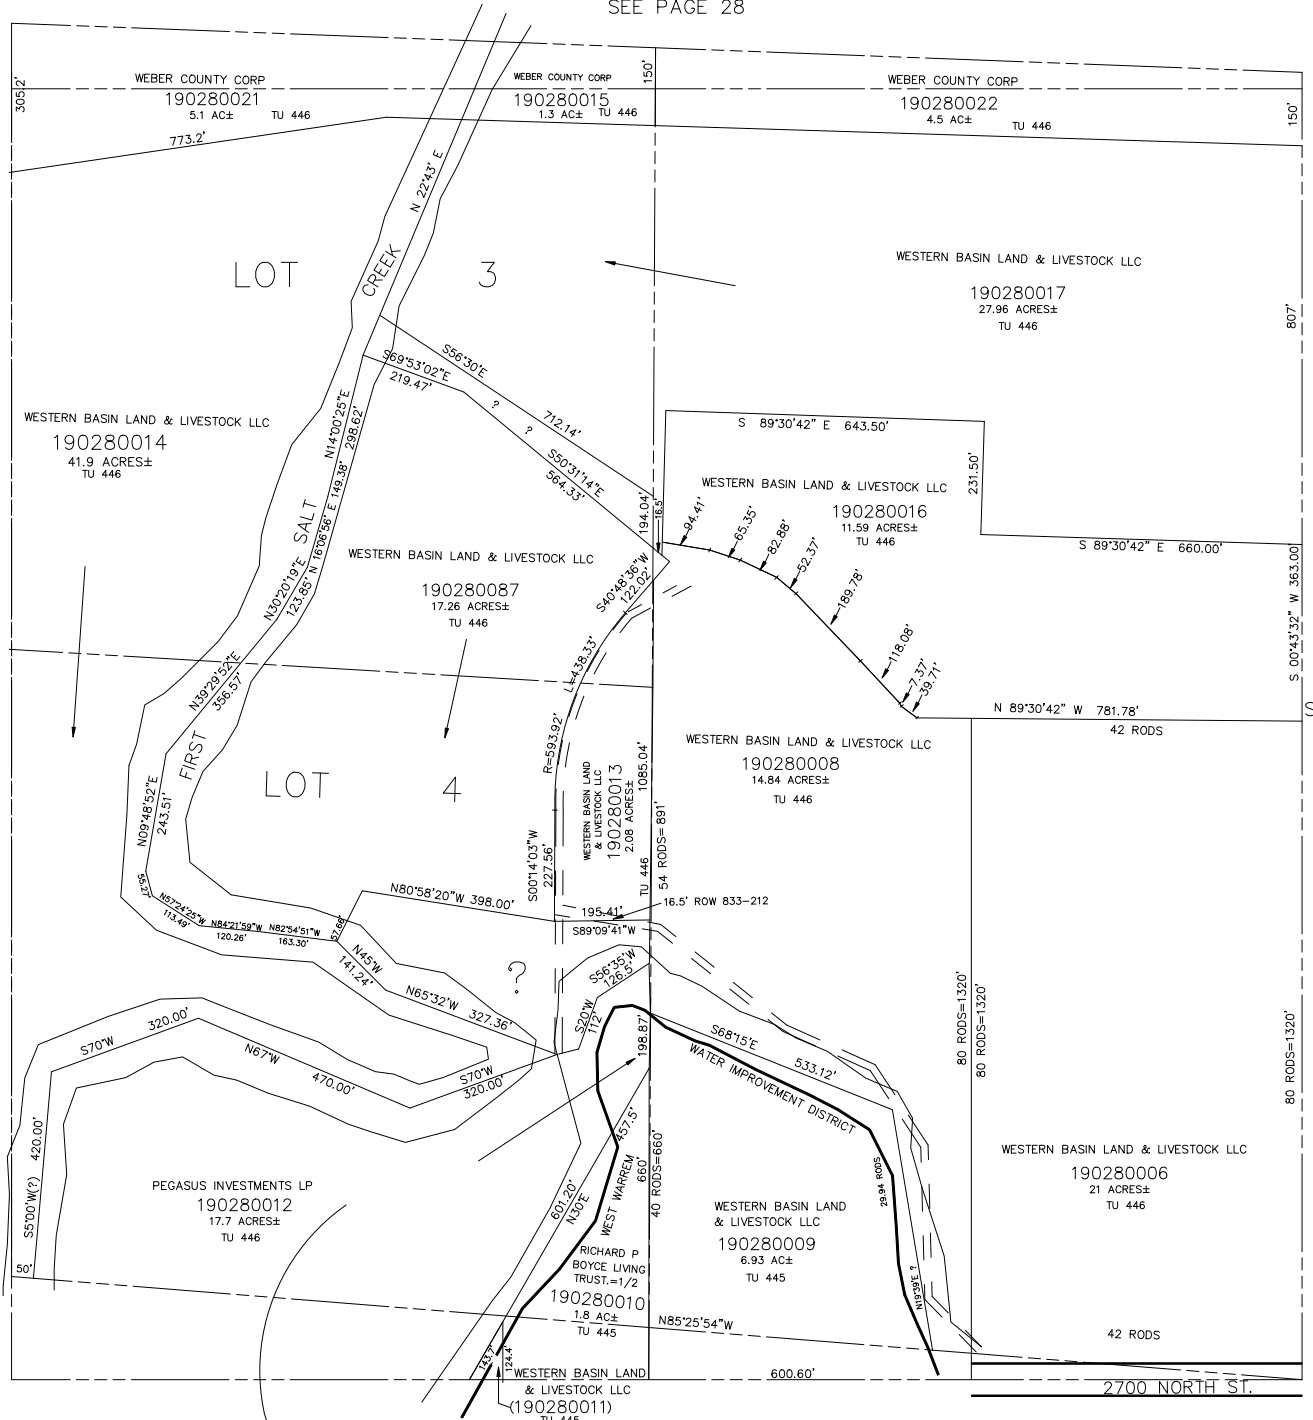 SEE PAGE 28
305.2'
WEBER COUNTY CORP
190280021
5.1 AC± TU 446
773.2'
WEBER COUNTY CORP
190280015
1.3 AC± TU 446
150'
WEBER COUNTY CORP
190280022
4.5 AC±
TU 446
150'
N 22°43' E
LOT 3
CREEK
WESTERN BASIN LAND & LIVESTOCK LLC
190280017
27.96 ACRES±
TU 446
807'
S56°30'E
712.14'
S69°53'02"E
219.47'
?
?
S50°31'14"E
564.33'
WESTERN BASIN LAND & LIVESTOCK LLC
190280014
41.9 ACRES±
TU 446
N14°00'25"E
298.62'
N 16°06'56" E 149.38'
SALT
N30°20'19"E
123.85'
N39°29'52"E
356.57'
FIRST
S 89°30'42" E 643.50'
231.50'
WESTERN BASIN LAND & LIVESTOCK LLC
190280016
11.59 ACRES±
TU 446
S 89°30'42" E 660.00'
S 00°43'32" W 363.00'
194.04'
16.5'
94.41'
65.35'
82.88'
52.37'
189.78'
118.08'
7.37'
39.71'
N 89°30'42" W 781.78'
42 RODS
WESTERN BASIN LAND & LIVESTOCK LLC
190280087
17.26 ACRES±
TU 446
S40°48'36"W
122.02'
L=438.33'
R=593.92'
LOT 4
WESTERN BASIN LAND & LIVESTOCK LLC
190280008
14.84 ACRES±
TU 446
WESTERN BASIN LAND
& LIVESTOCK LLC
190280013
2.08 ACRES±
TU 446
1085.04'
54 RODS= 891'
S00°14'03"W
227.56'
N09°48'52"E
243.51'
55.27'
N57°24'25"W
113.49'
N84°21'59"W
120.26'
N82°54'51"W
163.30'
57.66'
N80°58'20"W 398.00'
195.41'
S89°09'41"W
16.5' ROW 833-212
N45°W
141.24'
N65°32'W
327.36'
?
S56°35'W
126.5'
S20°W
112'
198.87'
S68°15'E
533.12'
WATER IMPROVEMENT DISTRICT
80 RODS=1320'
80 RODS=1320'
80 RODS=1320'
S70°W
320.00'
N67°W
470.00'
S70°W
320.00'
S5°00'W(?) 420.00'
PEGASUS INVESTMENTS LP
190280012
17.7 ACRES±
TU 446
50'
457.5'
601.20'
N30°E
WEST WARREM
660'
40 RODS=660'
RICHARD P
BOYCE LIVING
TRUST.=1/2
190280010
1.8 AC±
TU 445
WESTERN BASIN LAND
& LIVESTOCK LLC
190280009
6.93 AC±
TU 445
29.94 RODS
N19°39'E ?
WESTERN BASIN LAND & LIVESTOCK LLC
190280006
21 ACRES±
TU 446
N85°25'54"W
42 RODS
143.7'
124.4'
600.60'
2700 NORTH ST.
WESTERN BASIN LAND
& LIVESTOCK LLC
(190280011)
TU 445